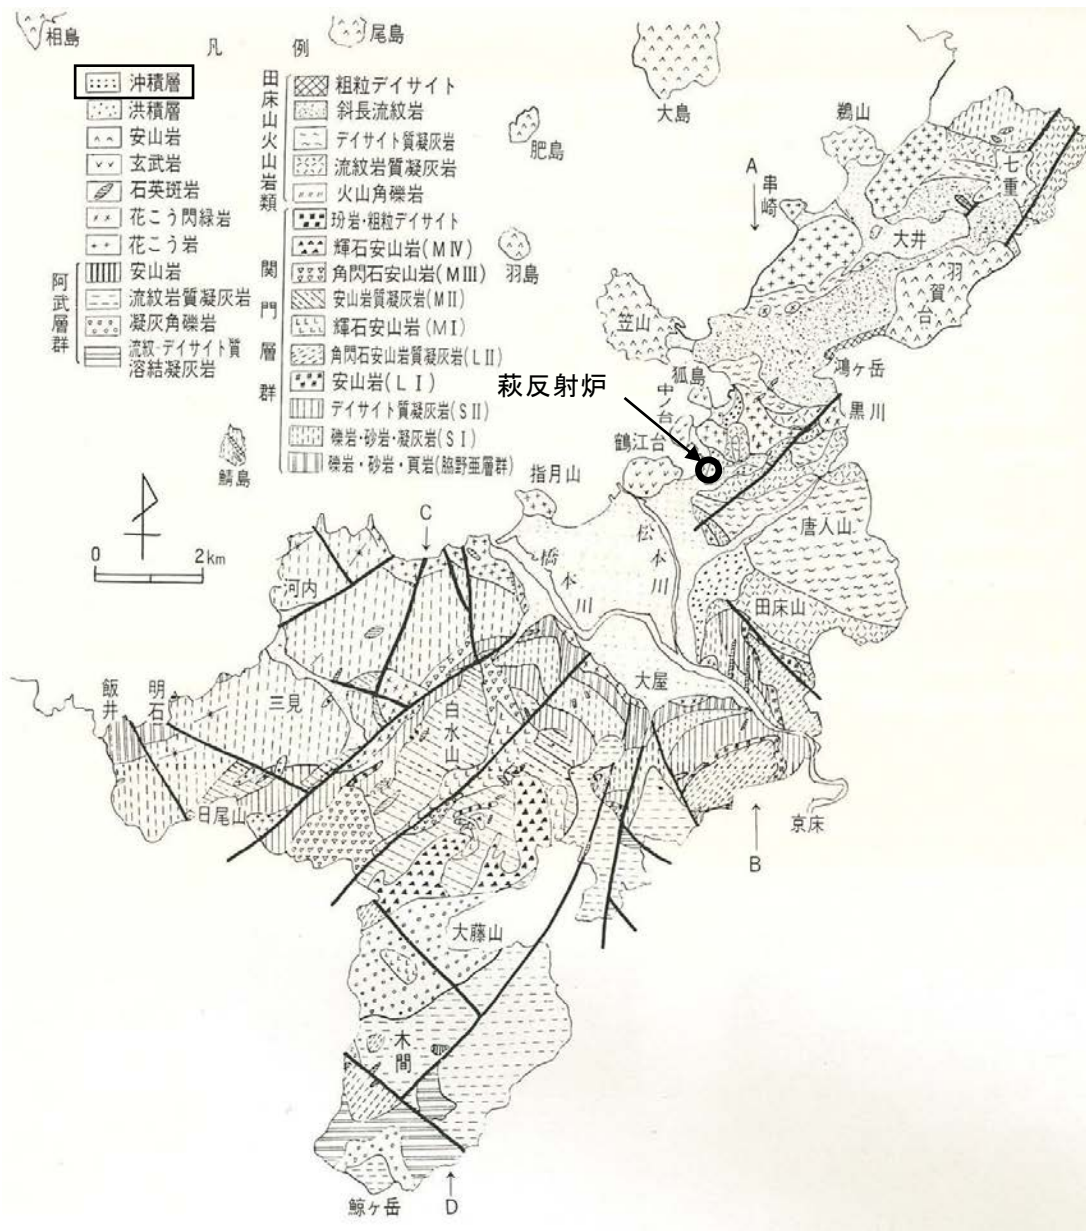 相島
尾島
凡 例
沖積層
洪積層
安山岩
玄武岩
石英斑岩
花こう閃緑岩
花こう岩
阿武層群
安山岩
流紋岩質凝灰岩
凝灰角礫岩
流紋-デイサイト質
溶結凝灰岩
田床山火山岩類
粗粒デイサイト
斜長流紋岩
デイサイト質凝灰岩
流紋岩質凝灰岩
火山角礫岩
関門層群
玢岩・粗粒デイサイト
輝石安山岩(MⅣ)
角閃石安山岩(MⅢ)
安山岩質凝灰岩(MⅡ)
輝石安山岩(MⅠ)
角閃石安山岩質凝灰岩(LⅡ)
安山岩(LⅠ)
デイサイト質凝灰岩(SⅡ)
礫岩・砂岩・凝灰岩(SⅠ)
礫岩・砂岩・頁岩(脇野亜層群)
大島
肥島
鵜山
A
串崎
七重
大井
羽賀台
羽島
笠山
狐島
鴻ヶ岳
中ノ台
黒川
萩反射炉
鶴江台
鯖島
指月山
唐人山
松本川
橋本川
C
0 2km
河内
田床山
大屋
飯井
明石
三見
白水山
日尾山
京床
B
大藤山
木間
鯨ヶ岳
D